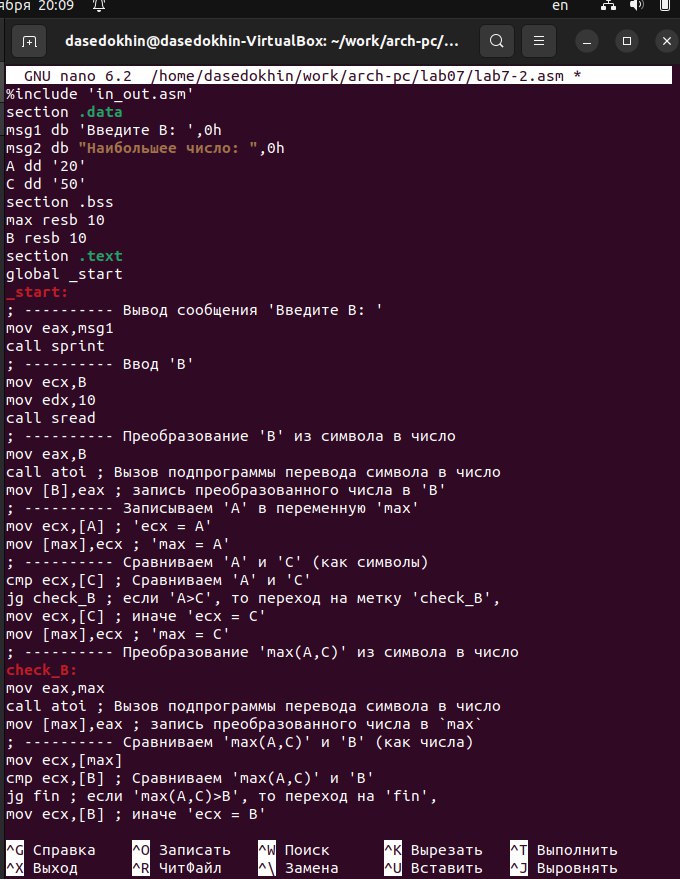 ября 20:09 en
dasedokhin@dasedokhin-VirtualBox: ~/work/arch-pc/...
GNU nano 6.2 /home/dasedokhin/work/arch-pc/lab07/lab7-2.asm *
%include 'in_out.asm'
section .data
msg1 db 'Введите B: ',0h
msg2 db "Наибольшее число: ",0h
A dd '20'
C dd '50'
section .bss
max resb 10
B resb 10
section .text
global _start
_start:
; ---------- Вывод сообщения 'Введите B: '
mov eax,msg1
call sprint
; ---------- Ввод 'B'
mov ecx,B
mov edx,10
call sread
; ---------- Преобразование 'B' из символа в число
mov eax,B
call atoi ; Вызов подпрограммы перевода символа в число
mov [B],eax ; запись преобразованного числа в 'B'
; ---------- Записываем 'A' в переменную 'max'
mov ecx,[A] ; 'ecx = A'
mov [max],ecx ; 'max = A'
; ---------- Сравниваем 'A' и 'С' (как символы)
cmp ecx,[C] ; Сравниваем 'A' и 'С'
jg check_B ; если 'A>C', то переход на метку 'check_B',
mov ecx,[C] ; иначе 'ecx = C'
mov [max],ecx ; 'max = C'
; ---------- Преобразование 'max(A,C)' из символа в число
check_B:
mov eax,max
call atoi ; Вызов подпрограммы перевода символа в число
mov [max],eax ; запись преобразованного числа в `max`
; ---------- Сравниваем 'max(A,C)' и 'B' (как числа)
mov ecx,[max]
cmp ecx,[B] ; Сравниваем 'max(A,C)' и 'B'
jg fin ; если 'max(A,C)>B', то переход на 'fin',
mov ecx,[B] ; иначе 'ecx = B'
^G Справка ^O Записать ^W Поиск ^K Вырезать ^T Выполнить
^X Выход ^R ЧитФайл ^\ Замена ^U Вставить ^J Выровнять